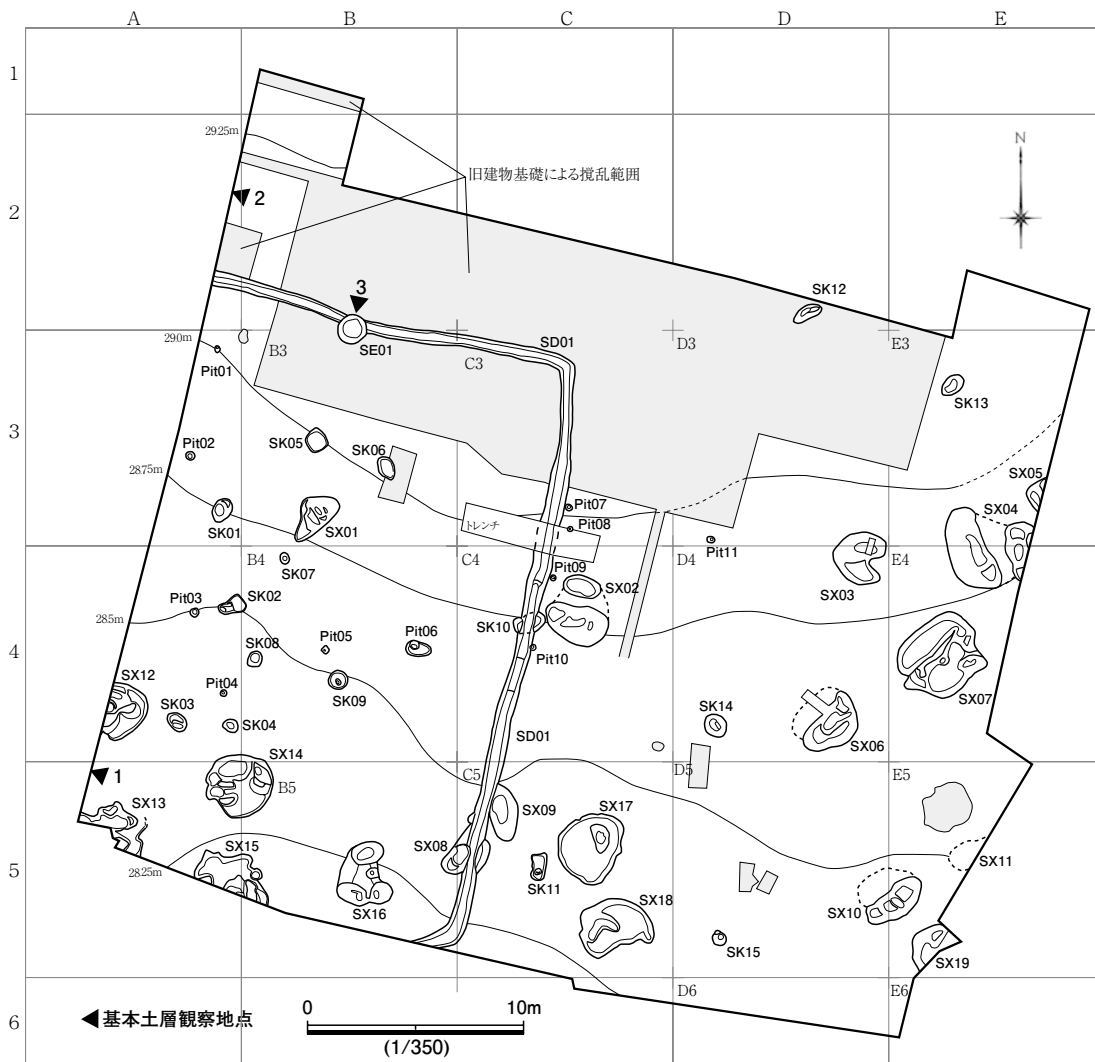 A
B
C
D
E
1
29.25m
N
旧建物基礎による撹乱範囲
2
2
3
SK12
29.0m
B3
SE01
C3
SD01
D3
E3
Pit01
SK13
3
Pit02
SK05
SK06
28.75m
SX05
SK01
SX01
トレンチ
Pit07
Pit08
SX04
Pit11
B4
C4
D4
E4
SK07
Pit09
SX02
SX03
Pit03
SK02
28.5m
SK10
4
SK08
Pit05
Pit06
Pit10
SX12
Pit04
SK09
SX07
SK03
SK04
SK14
SX06
SD01
SX14
1
B5
C5
D5
E5
SX13
SX09
SX17
SX15
SX08
SX11
5
28.25m
SK11
SX16
SX18
SX10
SK15
SX19
D6
E6
0
10m
6
基本土層観察地点
(1/350)